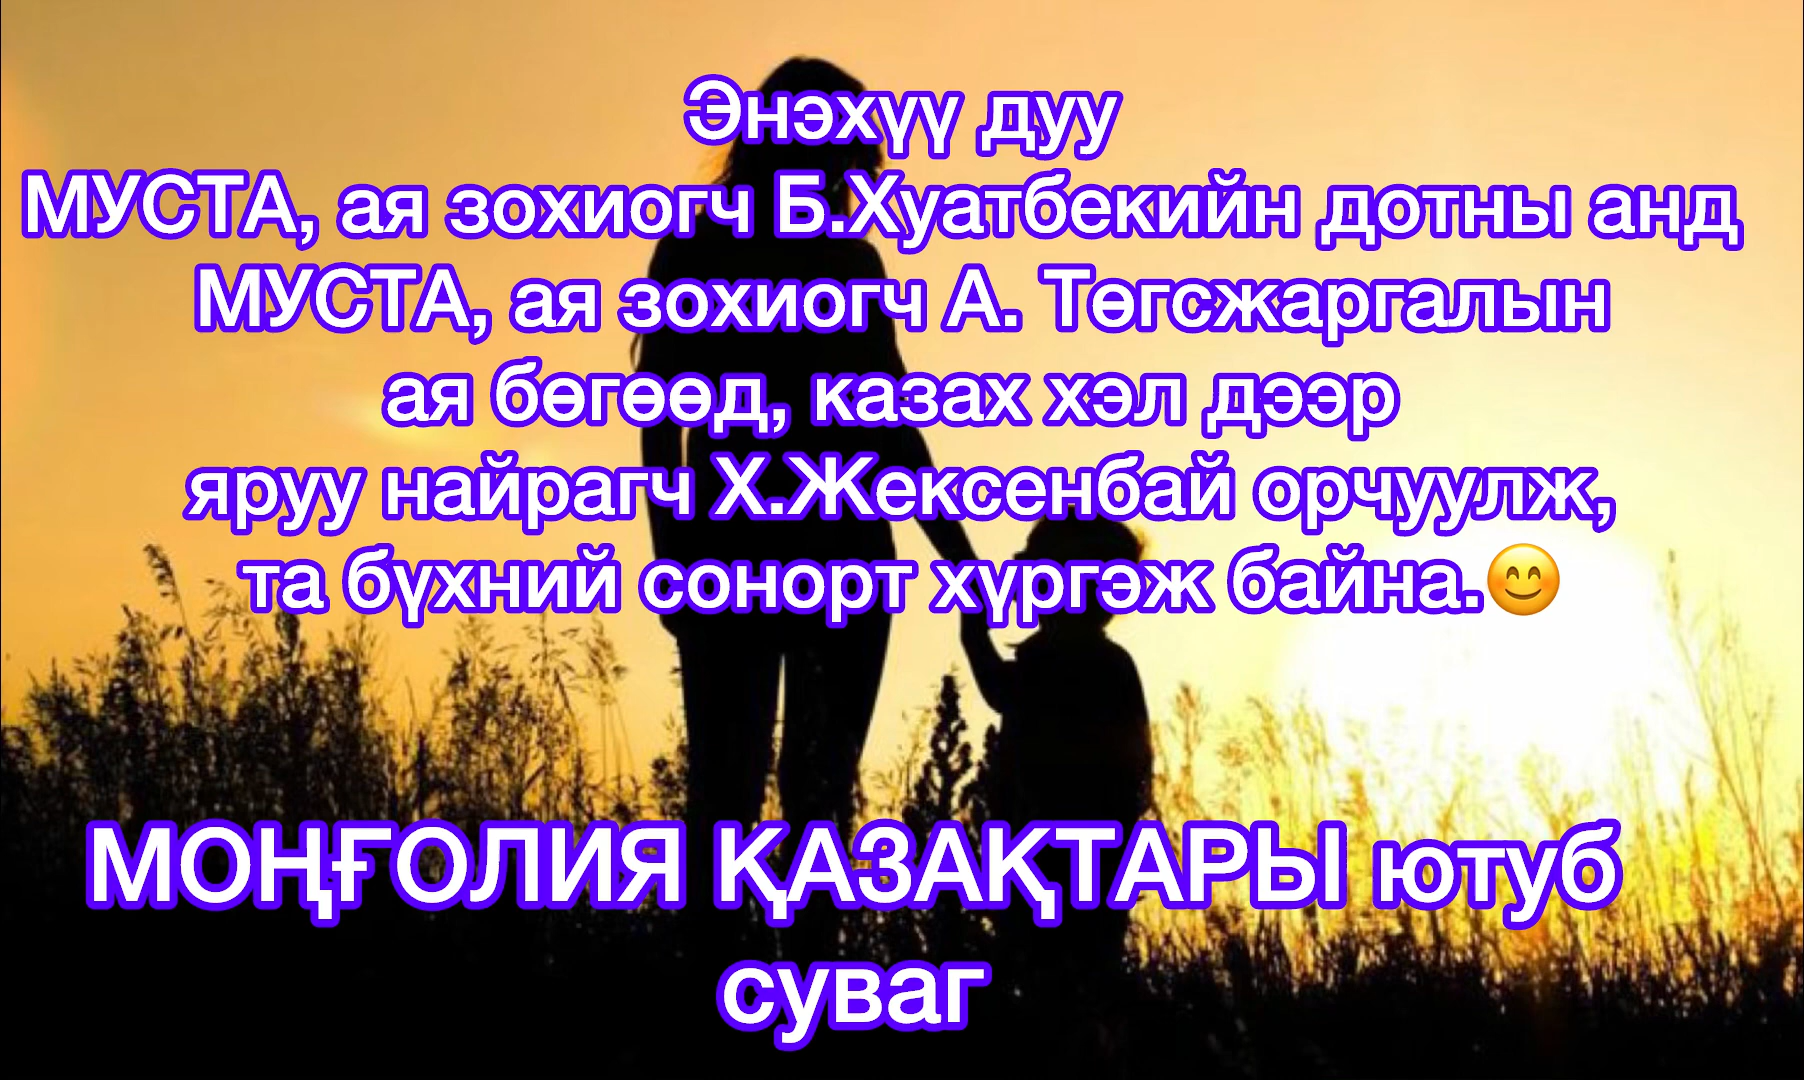 Энэхүү дуу
МУСТА, ая зохиогч Б.Хуатбекийн дотны анд
МУСТА, ая зохиогч А. Төгсжаргалын
ая бөгөөд, казах хэл дээр
яруу найрагч Х.Жексенбай орчуулж,
та бүхний сонорт хүргэж байна.😊
МОҢҒОЛИЯ ҚАЗАҚТАРЫ ютуб
суваг